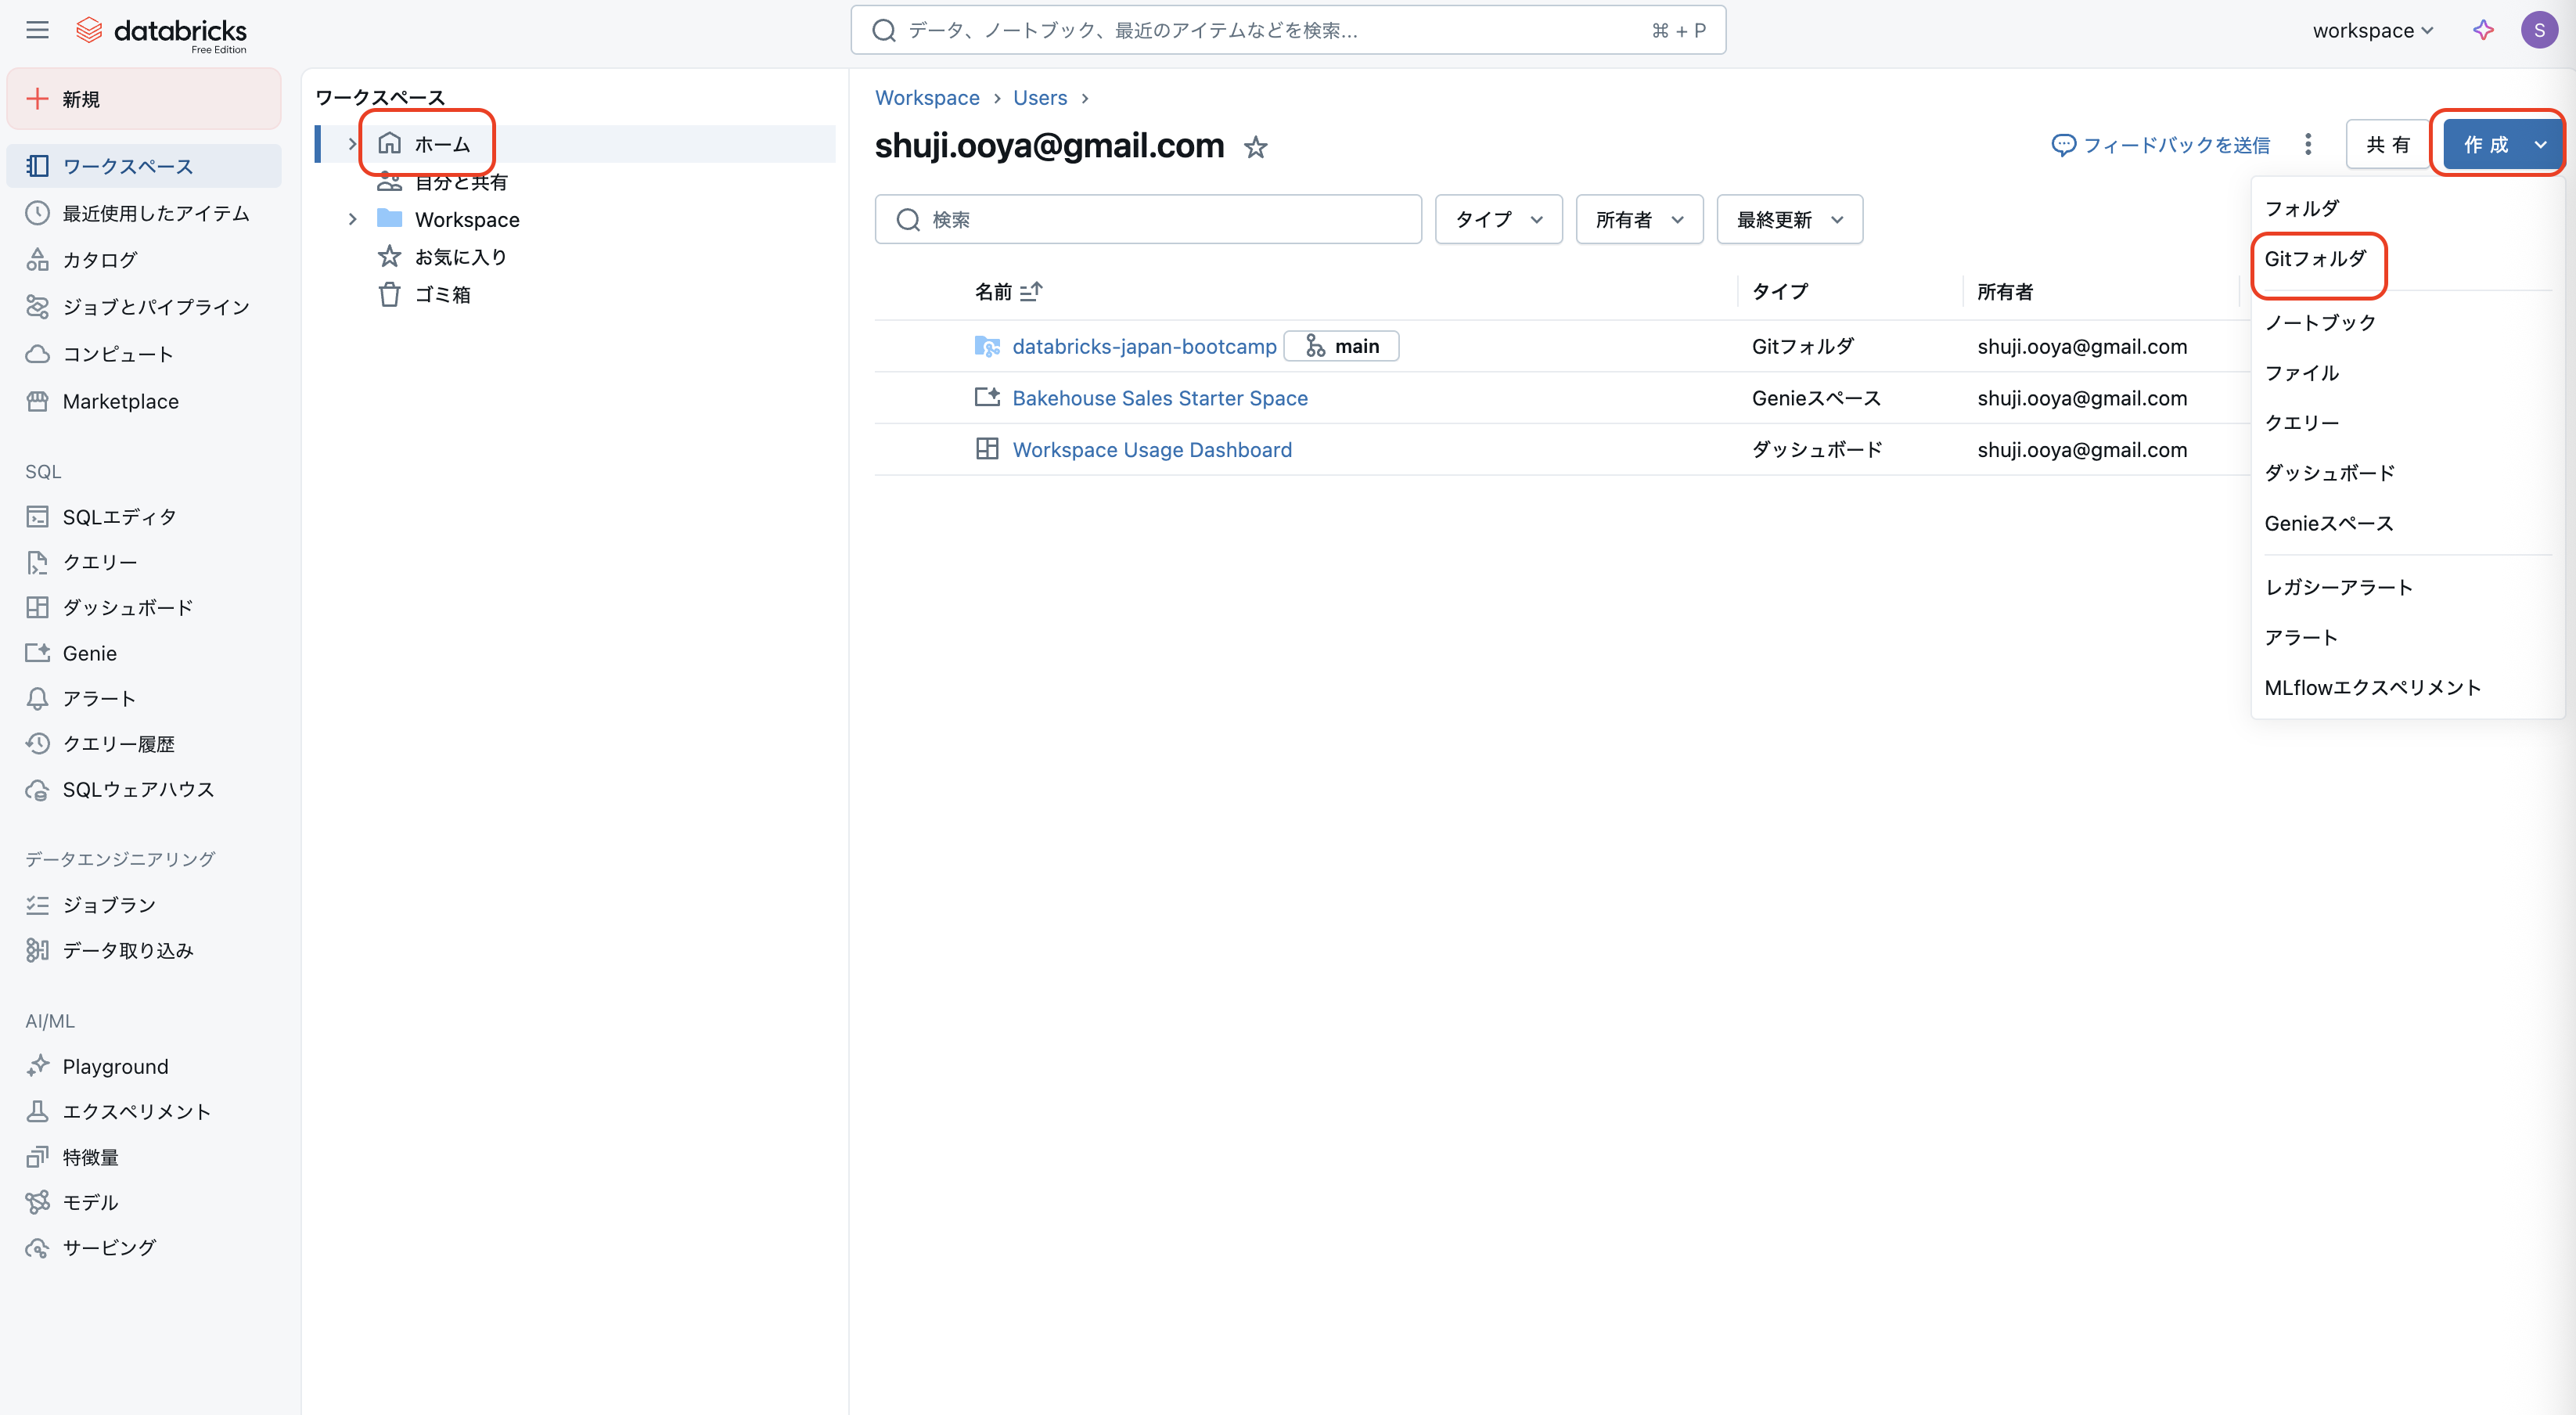 databricks
Free Edition
データ、ノートブック、最近のアイテムなどを検索...
⌘ + P
workspace
S
新規
ワークスペース
最近使用したアイテム
カタログ
ジョブとパイプライン
コンピュート
Marketplace
SQL
SQLエディタ
クエリー
ダッシュボード
Genie
アラート
クエリー履歴
SQLウェアハウス
データエンジニアリング
ジョブラン
データ取り込み
AI/ML
Playground
エクスペリメント
特徴量
モデル
サービング
ワークスペース
ホーム
自分と共有
Workspace
お気に入り
ゴミ箱
Workspace › Users ›
shuji.ooya@gmail.com
フィードバックを送信
共有
作成
検索
タイプ
所有者
最終更新
名前 タイプ 所有者
databricks-japan-bootcamp main Gitフォルダ shuji.ooya@gmail.com
Bakehouse Sales Starter Space Genieスペース shuji.ooya@gmail.com
Workspace Usage Dashboard ダッシュボード shuji.ooya@gmail.com
フォルダ
Gitフォルダ
ノートブック
ファイル
クエリー
ダッシュボード
Genieスペース
レガシーアラート
アラート
MLflowエクスペリメント